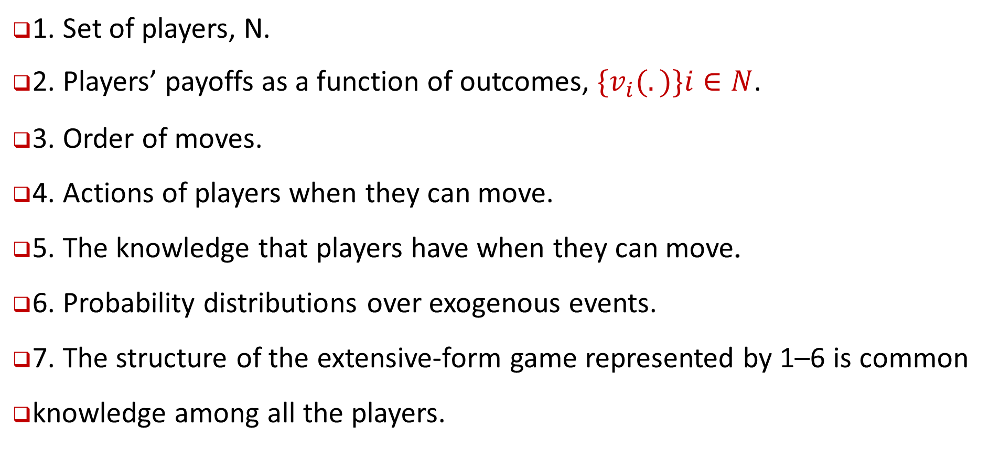 ❑1. Set of players, N.
❑2. Players’ payoffs as a function of outcomes, {vᵢ(.)}i ∈ N.
❑3. Order of moves.
❑4. Actions of players when they can move.
❑5. The knowledge that players have when they can move.
❑6. Probability distributions over exogenous events.
❑7. The structure of the extensive-form game represented by 1–6 is common
❑knowledge among all the players.